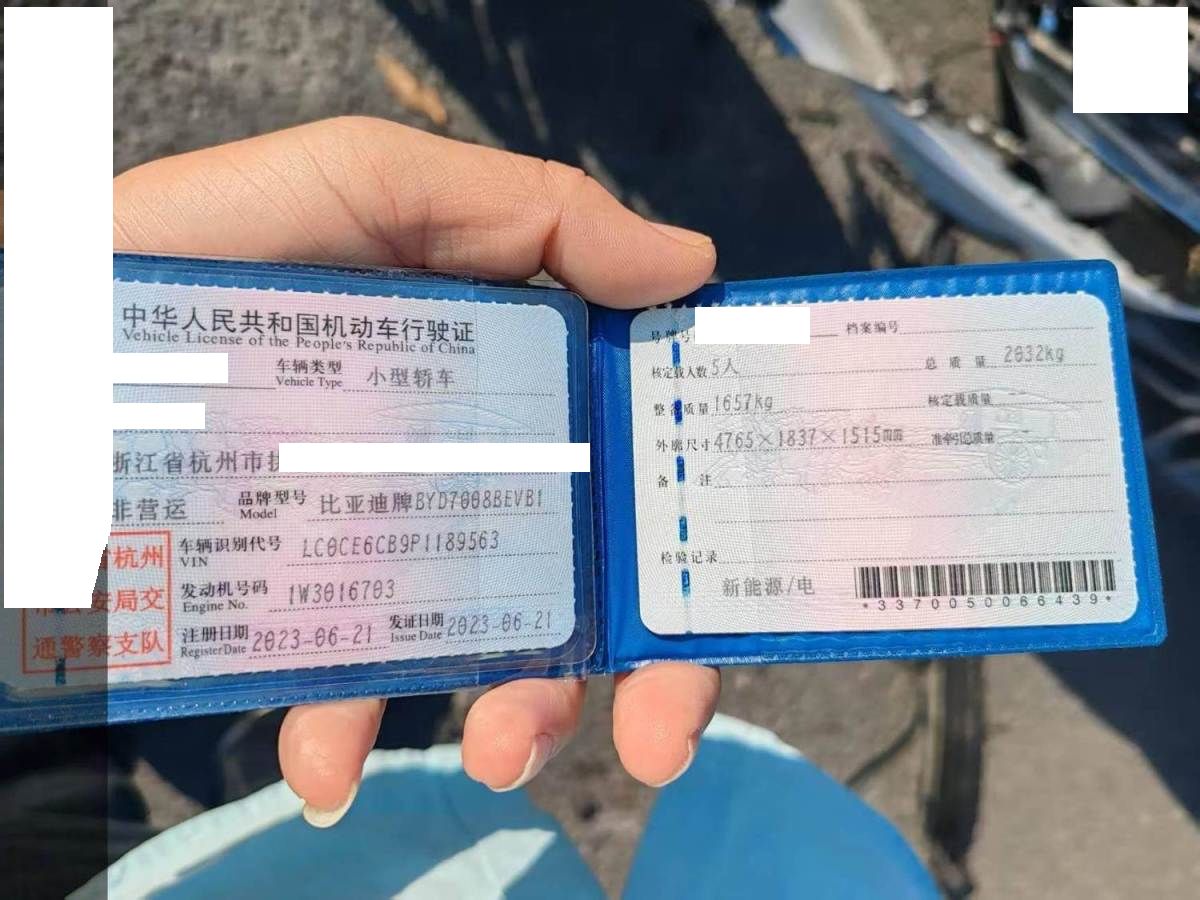 中华人民共和国机动车行驶证
Vehicle License of the People's Republic of China
车辆类型 小型轿车
Vehicle Type
浙江省杭州市
非营运 品牌型号 比亚迪牌BYD7008BEVB1
Model
车辆识别代号 LC0CE6CB9P1189563
VIN
发动机号码 1W3016703
Engine No.
注册日期 2023-06-21 发证日期 2023-06-21
Register Date Issue Date
杭州
安局交
通警察支队
号牌号 档案编号
核定载人数 5人 总质量 2032kg
整备质量 1657kg 核定载质量 --
外廓尺寸 4765×1837×1515 准牵引总质量 --
备注
检验记录
新能源/电
*3370050066439*